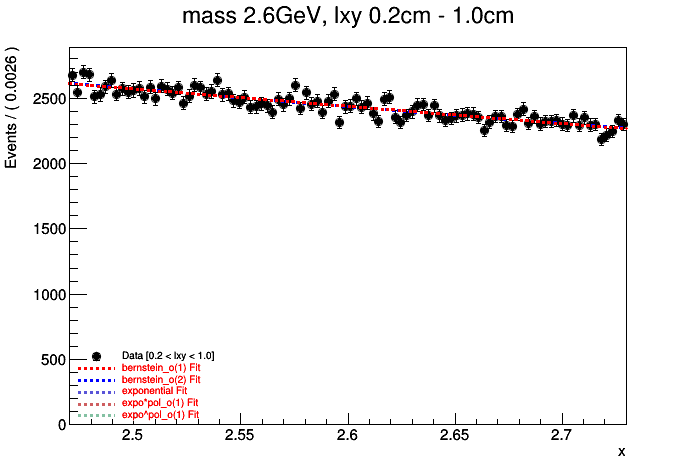 mass 2.6GeV, lxy 0.2cm - 1.0cm
Events / ( 0.0026 )
2500
2000
1500
1000
500
0
Data [0.2 < lxy < 1.0]
bernstein_o(1) Fit
bernstein_o(2) Fit
exponential Fit
expo*pol_o(1) Fit
expo^pol_o(1) Fit
2.5 2.55 2.6 2.65 2.7
x